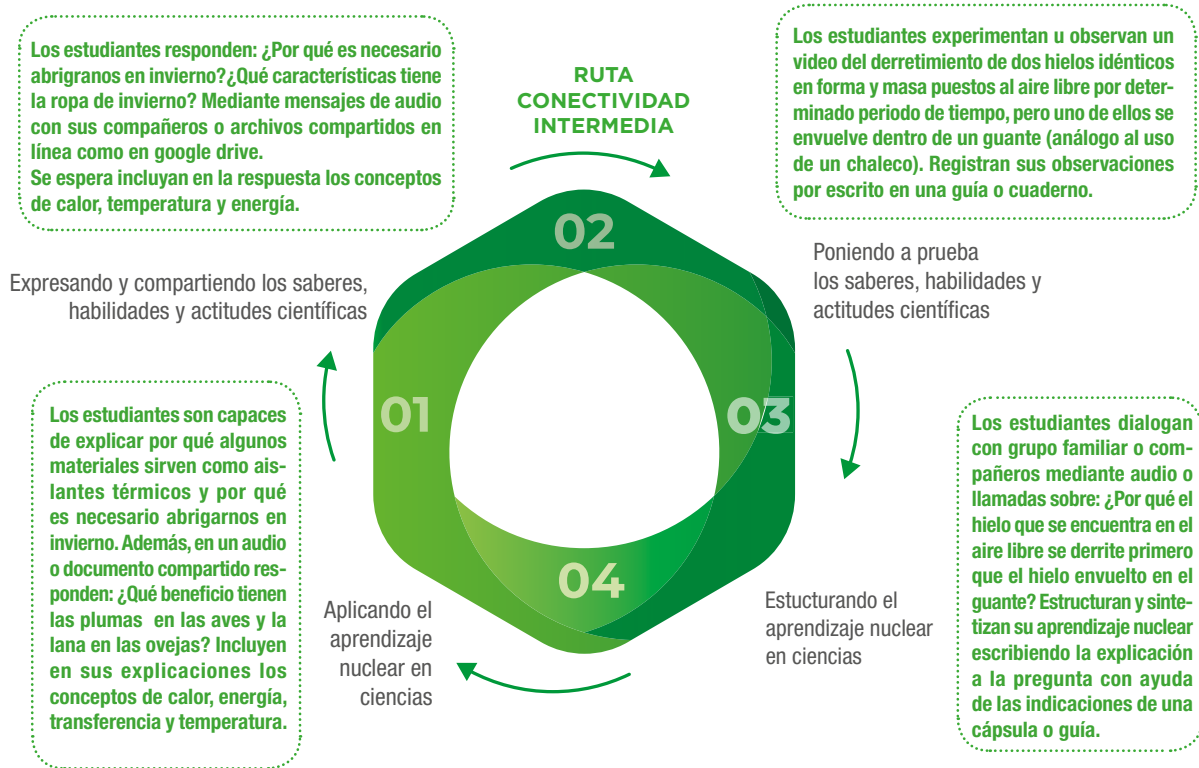 Los estudiantes responden: ¿Por qué es necesario
abrigranos en invierno?¿Qué características tiene
la ropa de invierno? Mediante mensajes de audio
con sus compañeros o archivos compartidos en
línea como en google drive.
Se espera incluyan en la respuesta los conceptos
de calor, temperatura y energía.
RUTA
CONECTIVIDAD
INTERMEDIA
Los estudiantes experimentan u observan un
video del derretimiento de dos hielos idénticos
en forma y masa puestos al aire libre por deter-
minado periodo de tiempo, pero uno de ellos se
envuelve dentro de un guante (análogo al uso
de un chaleco). Registran sus observaciones
por escrito en una guía o cuaderno.
02
Expresando y compartiendo los saberes,
habilidades y actitudes científicas
Poniendo a prueba
los saberes, habilidades y
actitudes científicas
01
03
Los estudiantes son capaces
de explicar por qué algunos
materiales sirven como ais-
lantes térmicos y por qué
es necesario abrigarnos en
invierno. Además, en un audio
o documento compartido res-
ponden: ¿Qué beneficio tienen
las plumas en las aves y la
lana en las ovejas? Incluyen
en sus explicaciones los
conceptos de calor, energía,
transferencia y temperatura.
Los estudiantes dialogan
con grupo familiar o com-
pañeros mediante audio o
llamadas sobre: ¿Por qué el
hielo que se encuentra en el
aire libre se derrite primero
que el hielo envuelto en el
guante? Estructuran y sinte-
tizan su aprendizaje nuclear
escribiendo la explicación
a la pregunta con ayuda
de las indicaciones de una
cápsula o guía.
04
Aplicando el
aprendizaje
nuclear en
ciencias
Estucturando el
aprendizaje nuclear
en ciencias